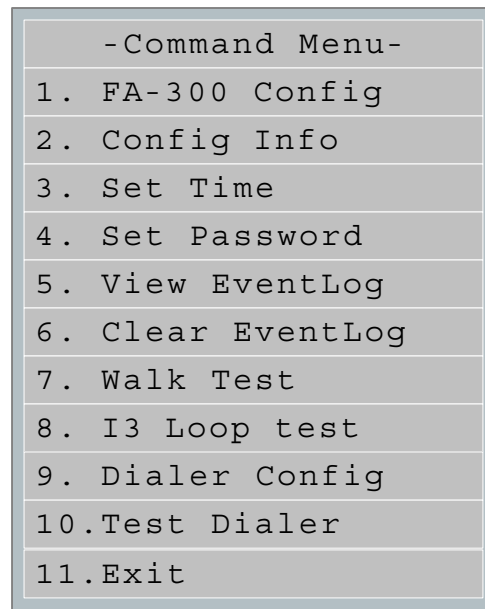 -Command Menu-
1. FA-300 Config
2. Config Info
3. Set Time
4. Set Password
5. View EventLog
6. Clear EventLog
7. Walk Test
8. I3 Loop test
9. Dialer Config
10.Test Dialer
11.Exit